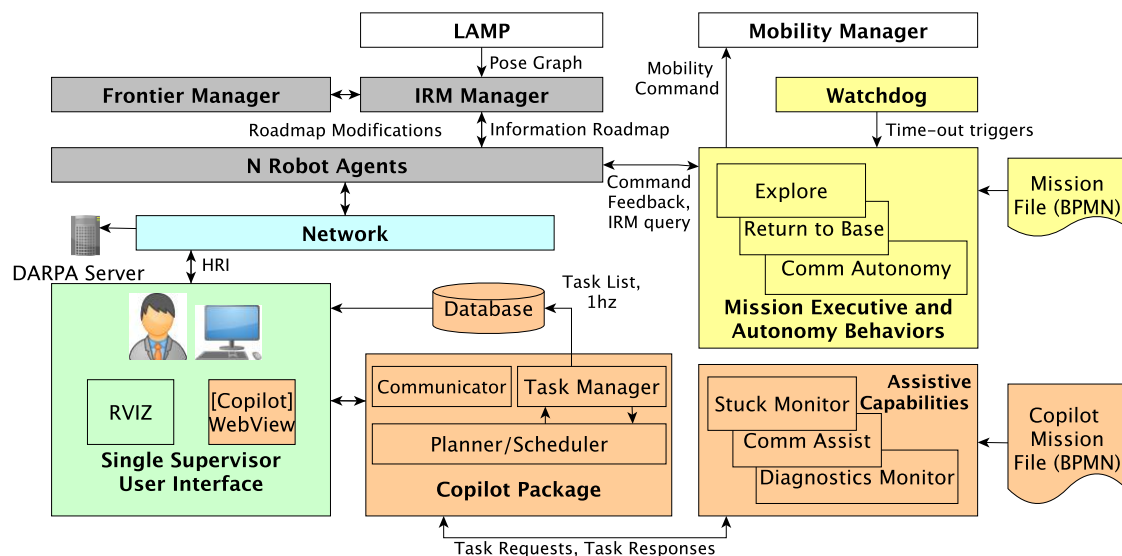 LAMP
Mobility Manager
Pose Graph
Mobility
Command
Frontier Manager
IRM Manager
Watchdog
Roadmap Modifications
Information Roadmap
Time-out triggers
N Robot Agents
Command
Feedback,
IRM query
Explore
Return to Base
Comm Autonomy
Mission Executive and
Autonomy Behaviors
Mission
File (BPMN)
Network
DARPA Server
HRI
Task List,
1hz
Database
RVIZ
[Copilot]
WebView
Single Supervisor
User Interface
Communicator
Task Manager
Planner/Scheduler
Copilot Package
Assistive
Capabilities
Stuck Monitor
Comm Assist
Diagnostics Monitor
Copilot
Mission
File (BPMN)
Task Requests, Task Responses